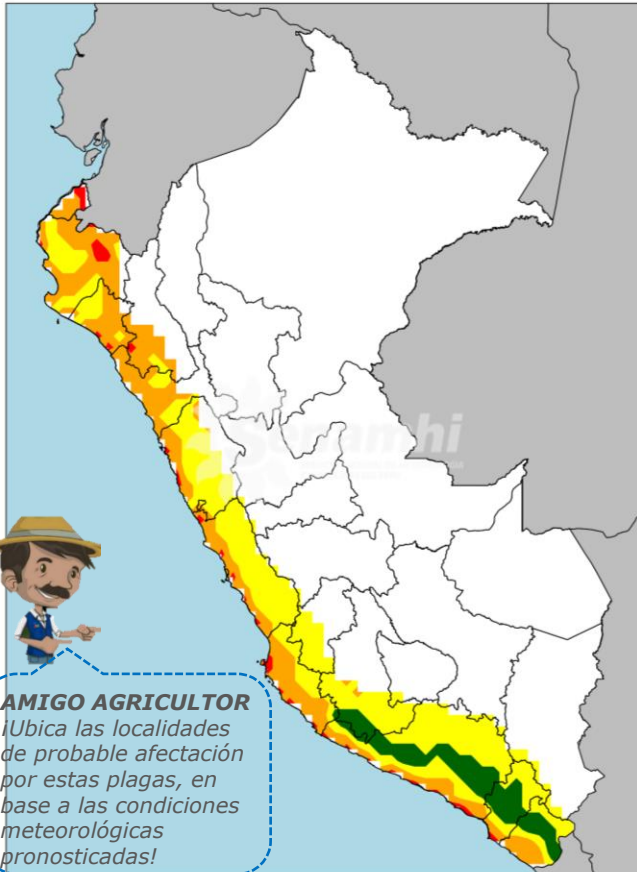 Senamhi
AMIGO AGRICULTOR
¡Ubica las localidades
de probable afectación
por estas plagas, en
base a las condiciones
meteorológicas
pronosticadas!